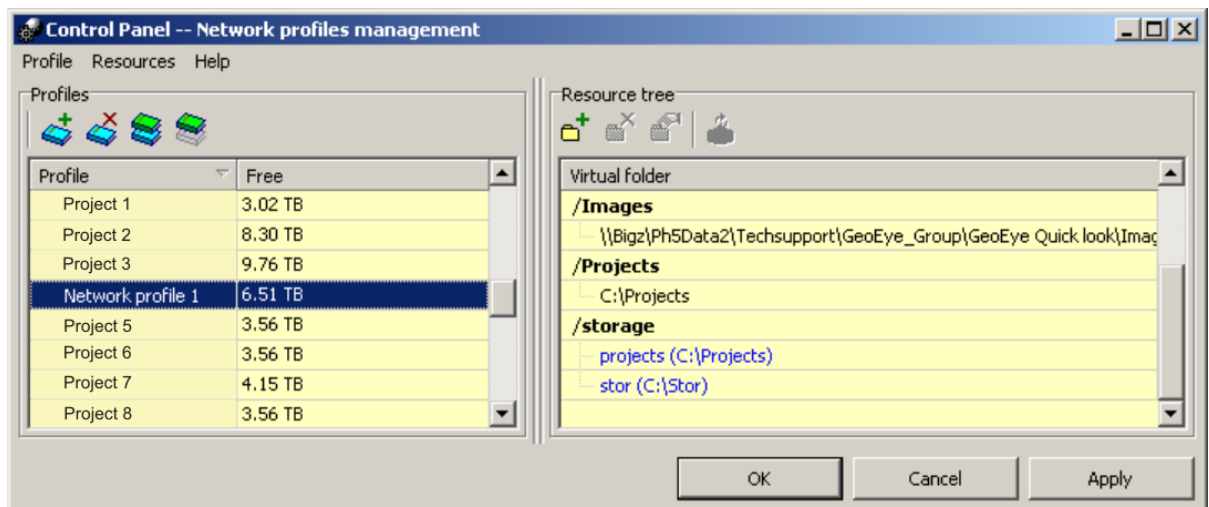 Control Panel -- Network profiles management
Profile Resources Help
Profiles
Resource tree
Profile Free
Project 1 3.02 TB
Project 2 8.30 TB
Project 3 9.76 TB
Network profile 1 6.51 TB
Project 5 3.56 TB
Project 6 3.56 TB
Project 7 4.15 TB
Project 8 3.56 TB
Virtual folder
/Images
\\Bigz\Ph5Data2\Techsupport\GeoEye_Group\GeoEye Quick look\Imag
/Projects
C:\Projects
/storage
projects (C:\Projects)
stor (C:\Stor)
OK Cancel Apply